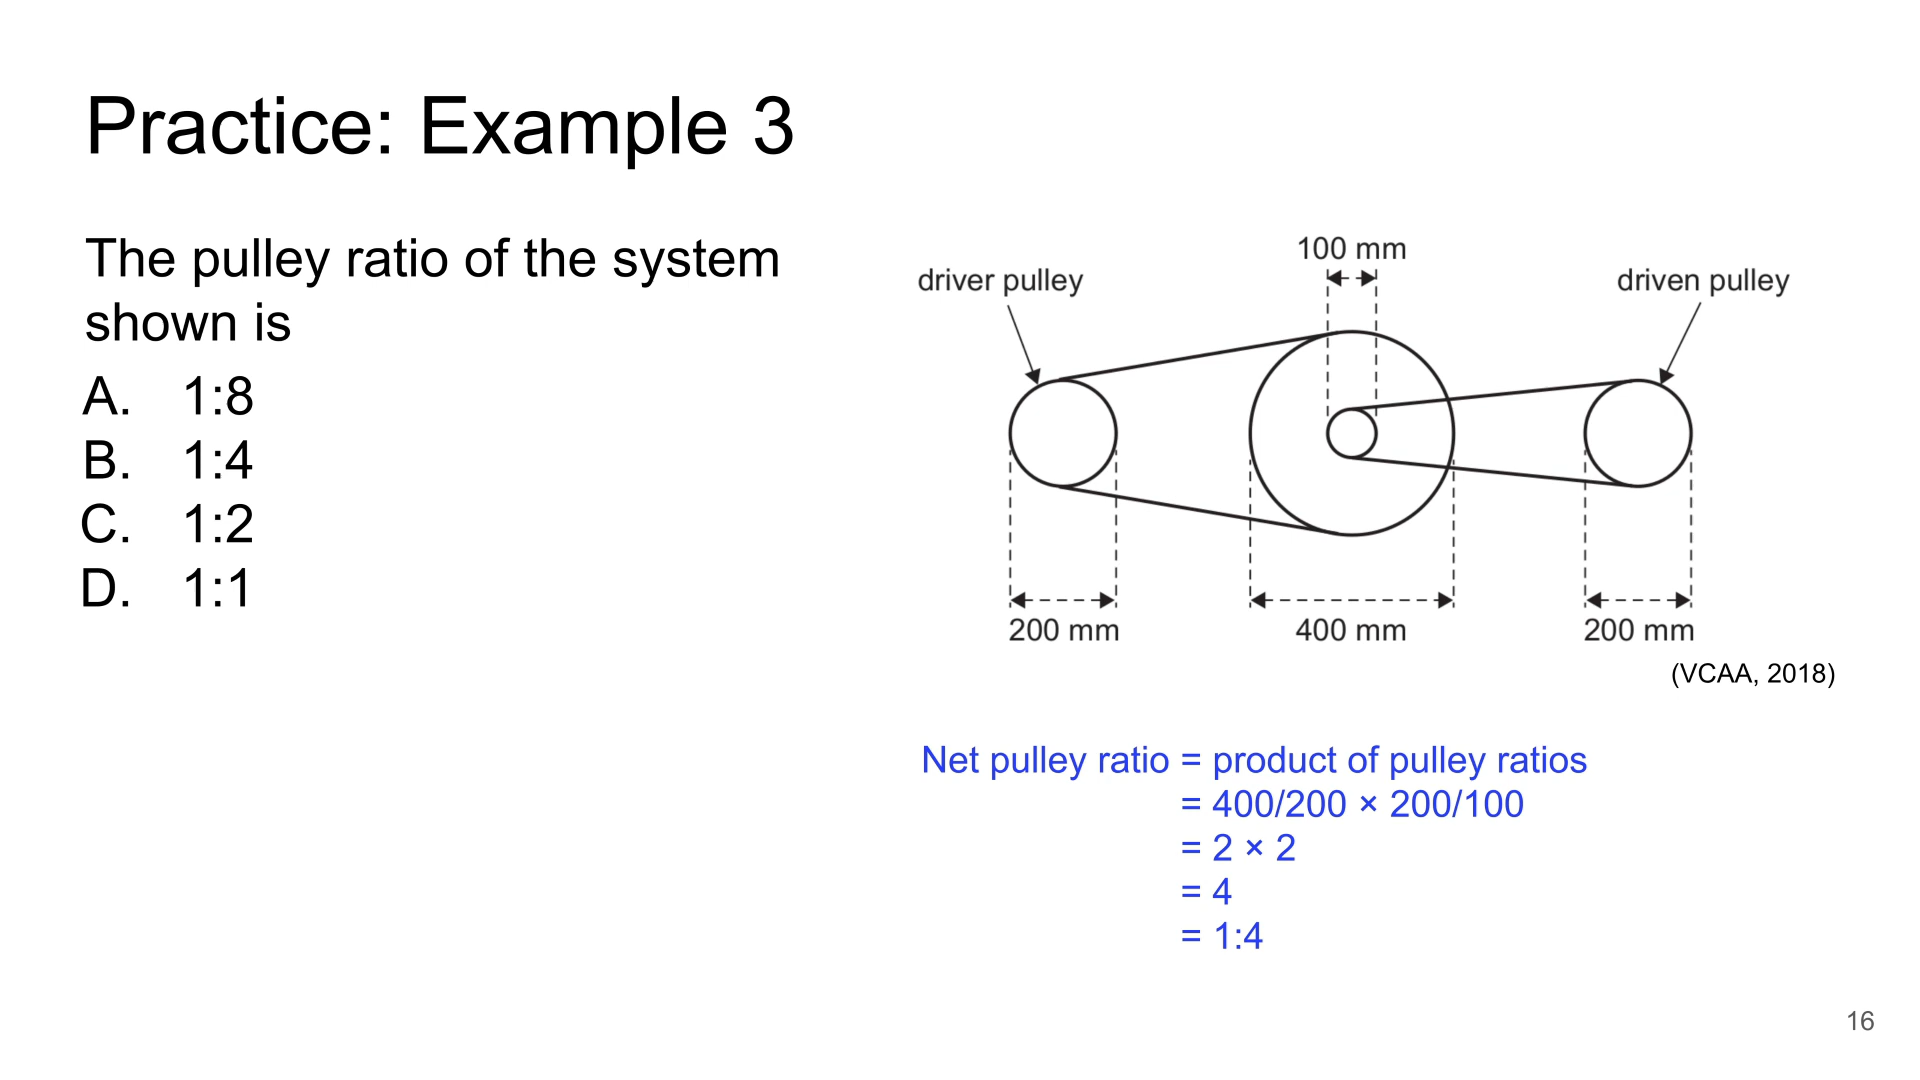 Practice: Example 3
The pulley ratio of the system
shown is
A. 1:8
B. 1:4
C. 1:2
D. 1:1
100 mm
driver pulley
driven pulley
200 mm
400 mm
200 mm
(VCAA, 2018)
Net pulley ratio = product of pulley ratios
= 400/200 × 200/100
= 2 × 2
= 4
= 1:4
16